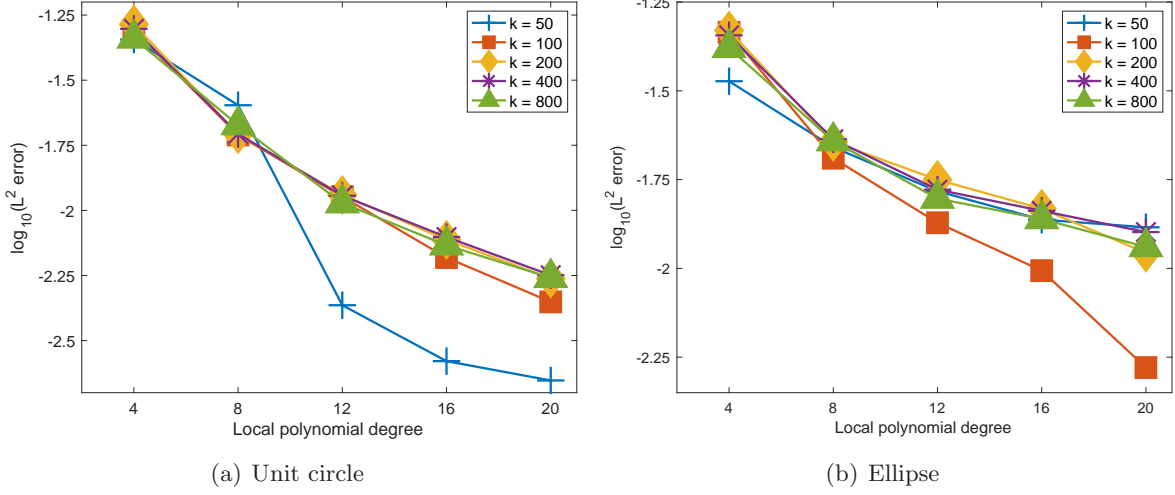 -1.25
-1.5
-1.75
-2
-2.25
-2.5
log₁₀(L² error)
4 8 12 16 20
Local polynomial degree
k = 50
k = 100
k = 200
k = 400
k = 800
(a) Unit circle
-1.25
-1.5
-1.75
-2
-2.25
log₁₀(L² error)
4 8 12 16 20
Local polynomial degree
k = 50
k = 100
k = 200
k = 400
k = 800
(b) Ellipse